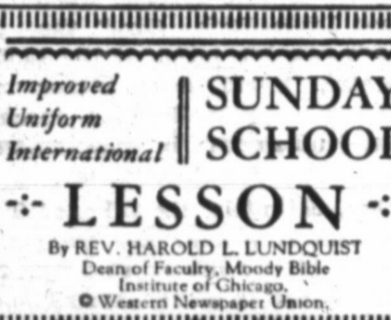 Improved
Uniform
International
SUNDAY
SCHOOL
-:- LESSON -:
By REV. HAROLD L. LUNDQUIST
Dean of Faculty, Moody Bible
Institute of Chicago.
© Western Newspaper Union.